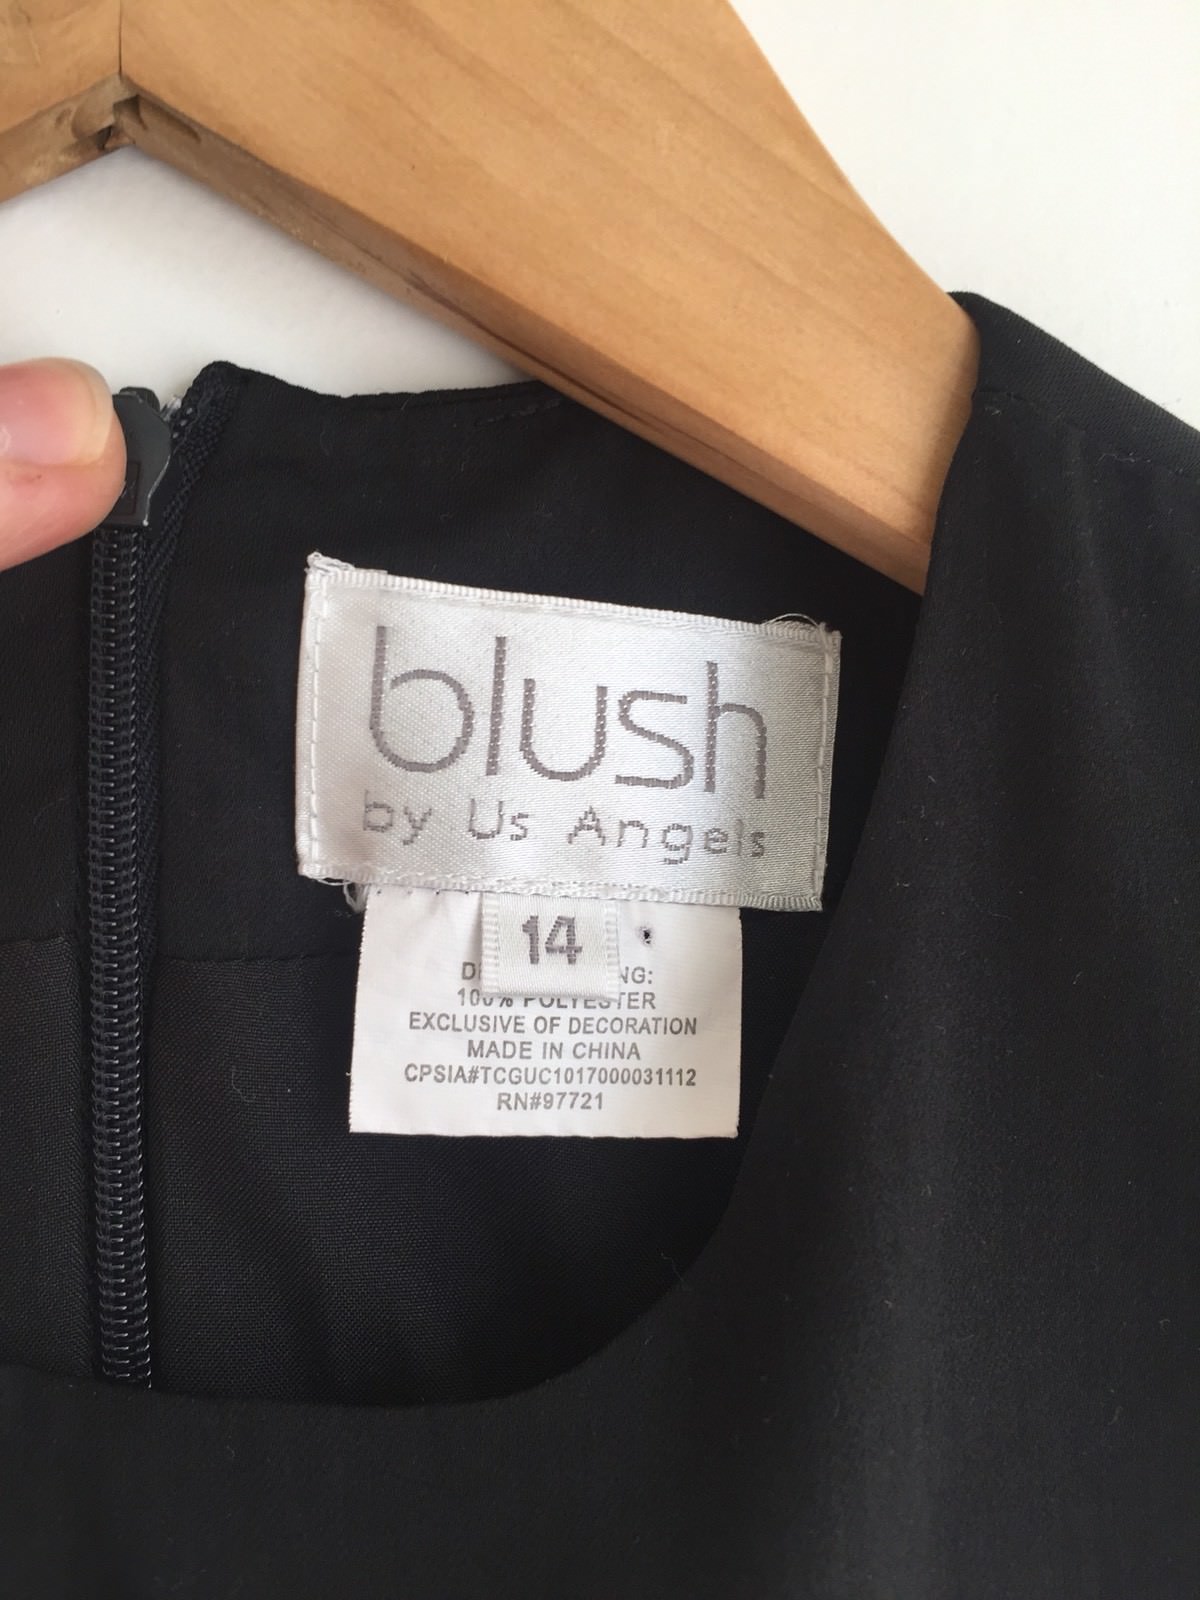 blush
by Us Angels
14
100% POLYESTER
EXCLUSIVE OF DECORATION
MADE IN CHINA
CPSIA#TCGUC1017000031112
RN#97721